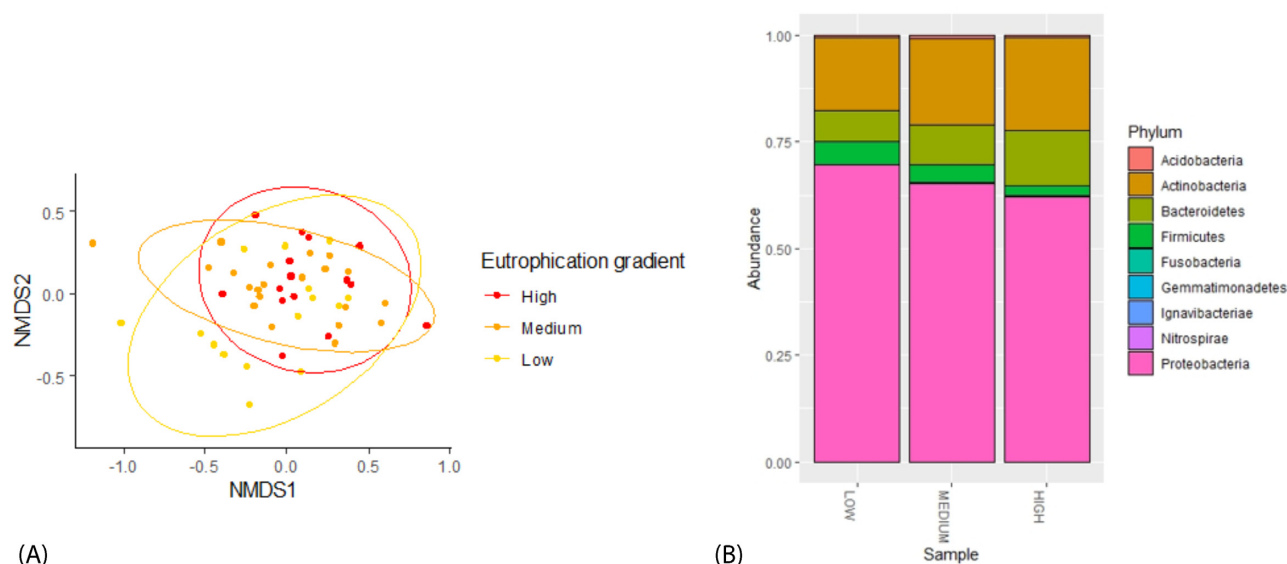 0.5
0.0
-0.5
NMDS2
-1.0
-0.5
0.0
0.5
1.0
NMDS1
Eutrophication gradient
High
Medium
Low
(A)
1.00
0.75
0.50
0.25
0.00
Abundance
LOW
MEDIUM
HIGH
Sample
Phylum
Acidobacteria
Actinobacteria
Bacteroidetes
Firmicutes
Fusobacteria
Gemmatimonadetes
Ignavibacteriae
Nitrospirae
Proteobacteria
(B)